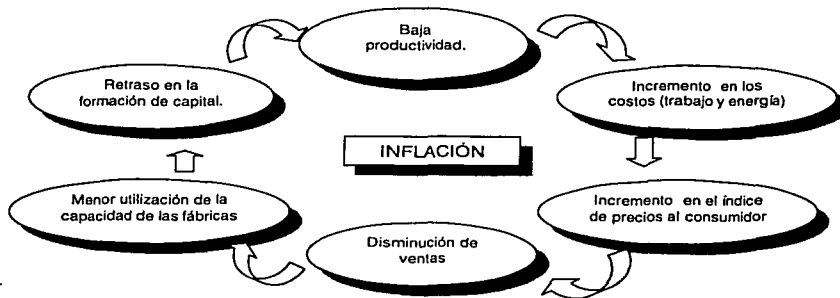 Baja
productividad.
Incremento en los
costos (trabajo y energía)
Incremento en el índice
de precios al consumidor
Disminución de
ventas
Menor utilización de la
capacidad de las fábricas
Retraso en la
formación de capital.
INFLACIÓN